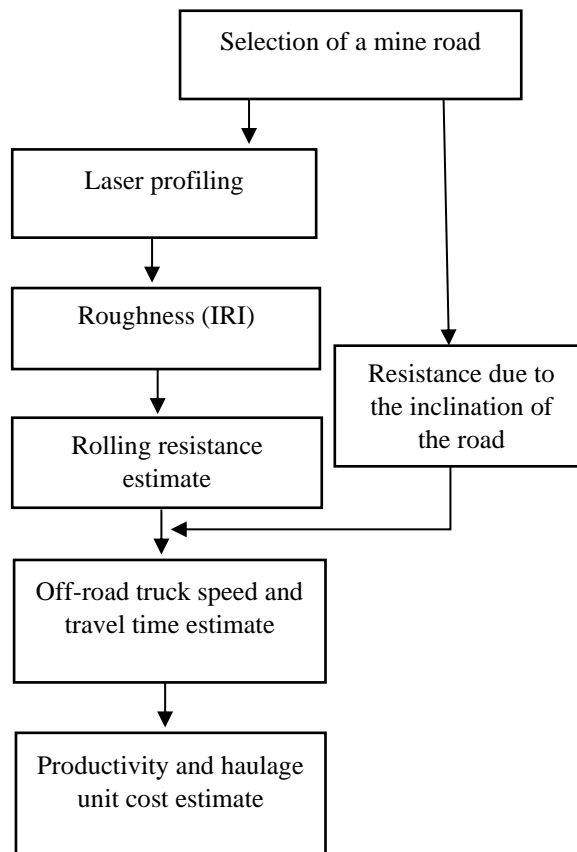 Selection of a mine road
Laser profiling
Roughness (IRI)
Resistance due to
the inclination of
the road
Rolling resistance
estimate
Off-road truck speed and
travel time estimate
Productivity and haulage
unit cost estimate